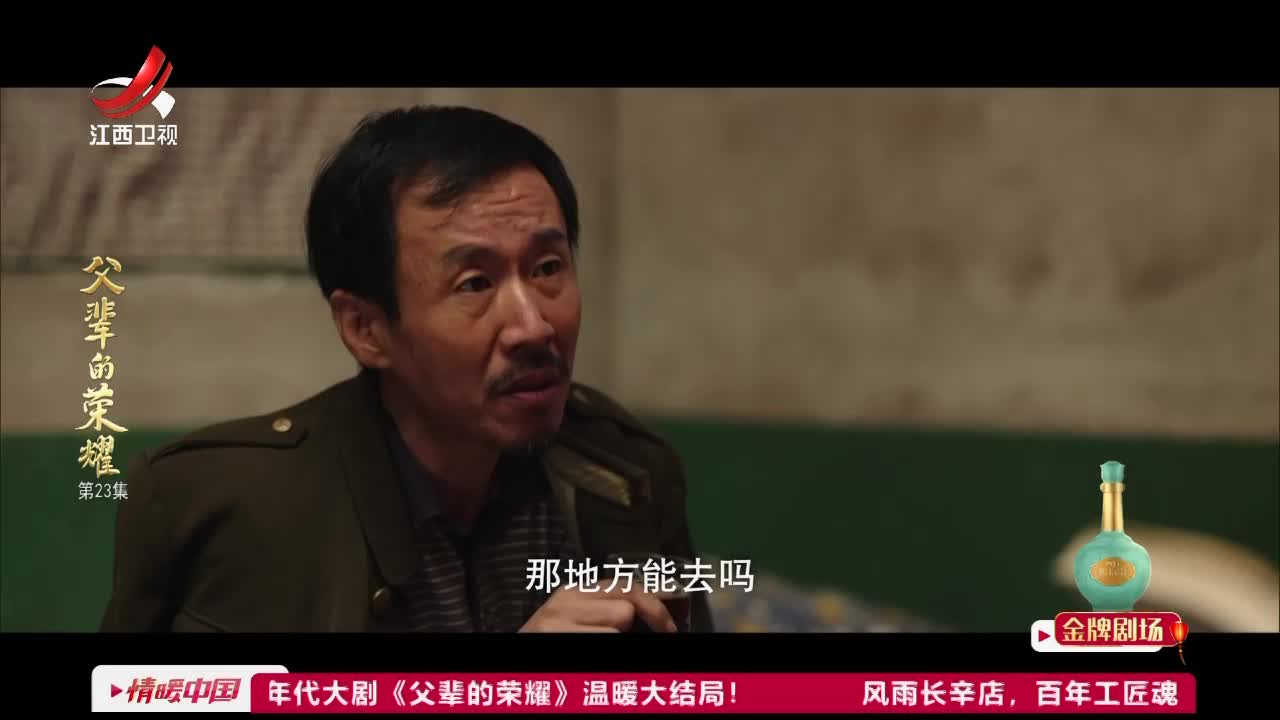 江西卫视
父辈的荣耀
第23集
那地方能去吗
金牌剧场
情暖中国
年代大剧《父辈的荣耀》温暖大结局！
风雨长辛店，百年工匠魂